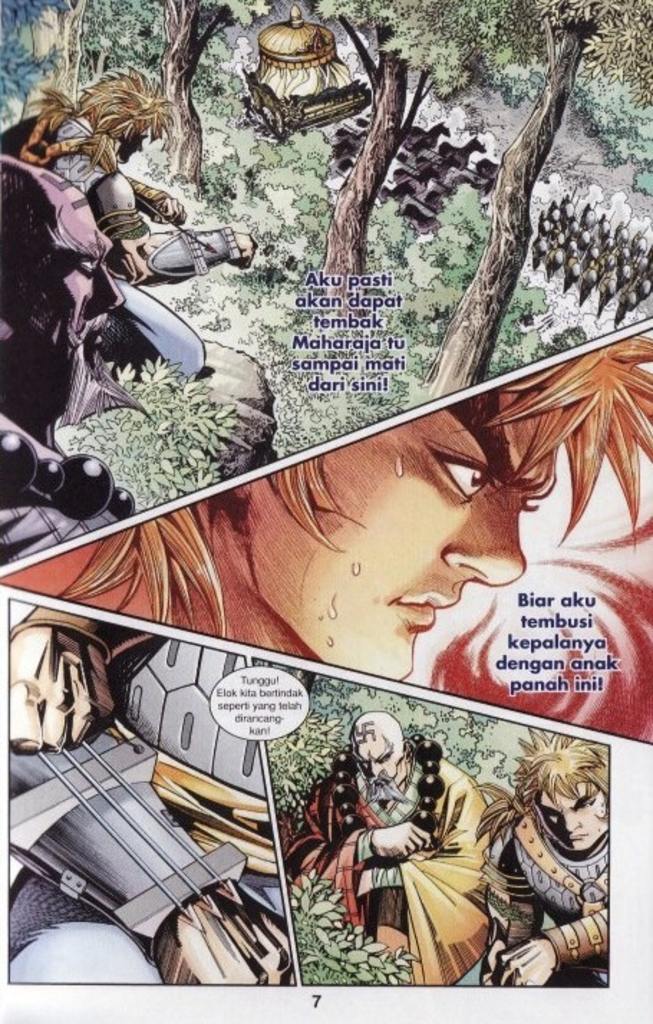 Aku pasti
akan dapat
tembak
Maharaja tu
sampai mati
dari sini!
Biar aku
tembusi
kepalanya
dengan anak
panah ini!
Tunggu!
Elok kita bertindak
seperti yang telah
dirancang-
kan!
7